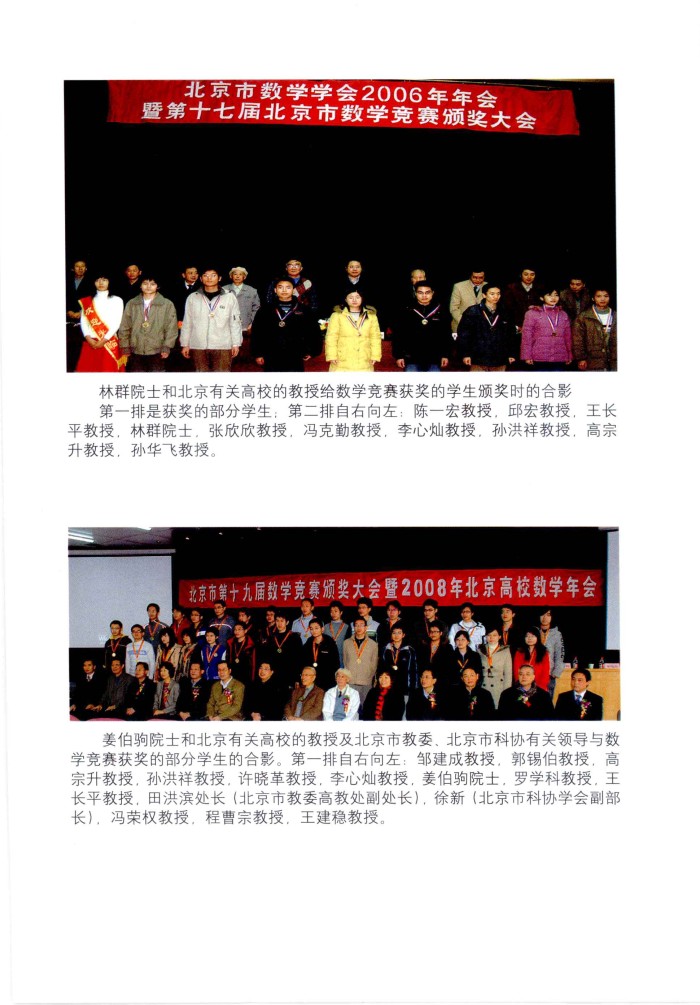 北京市数学学会2006年年会
暨第十七届北京市数学竞赛颁奖大会
林群院士和北京有关高校的教授给数学竞赛获奖的学生颁奖时的合影
第一排是获奖的部分学生；第二排自右向左：陈一宏教授，邱宏教授，王长
平教授，林群院士，张欣欣教授，冯克勤教授，李心灿教授，孙洪祥教授，高宗
升教授，孙华飞教授。
北京市第十九届数学竞赛颁奖大会暨2008年北京高校数学年会
姜伯驹院士和北京有关高校的教授及北京市教委、北京市科协有关领导与数
学竞赛获奖的部分学生的合影。第一排自右向左：邹建成教授，郭锡伯教授，高
宗升教授，孙洪祥教授，许晓革教授，李心灿教授，姜伯驹院士，罗学科教授，王
长平教授，田洪滨处长（北京市教委高教处副处长），徐新（北京市科协学会副部
长），冯荣权教授，程曹宗教授，王建稳教授。